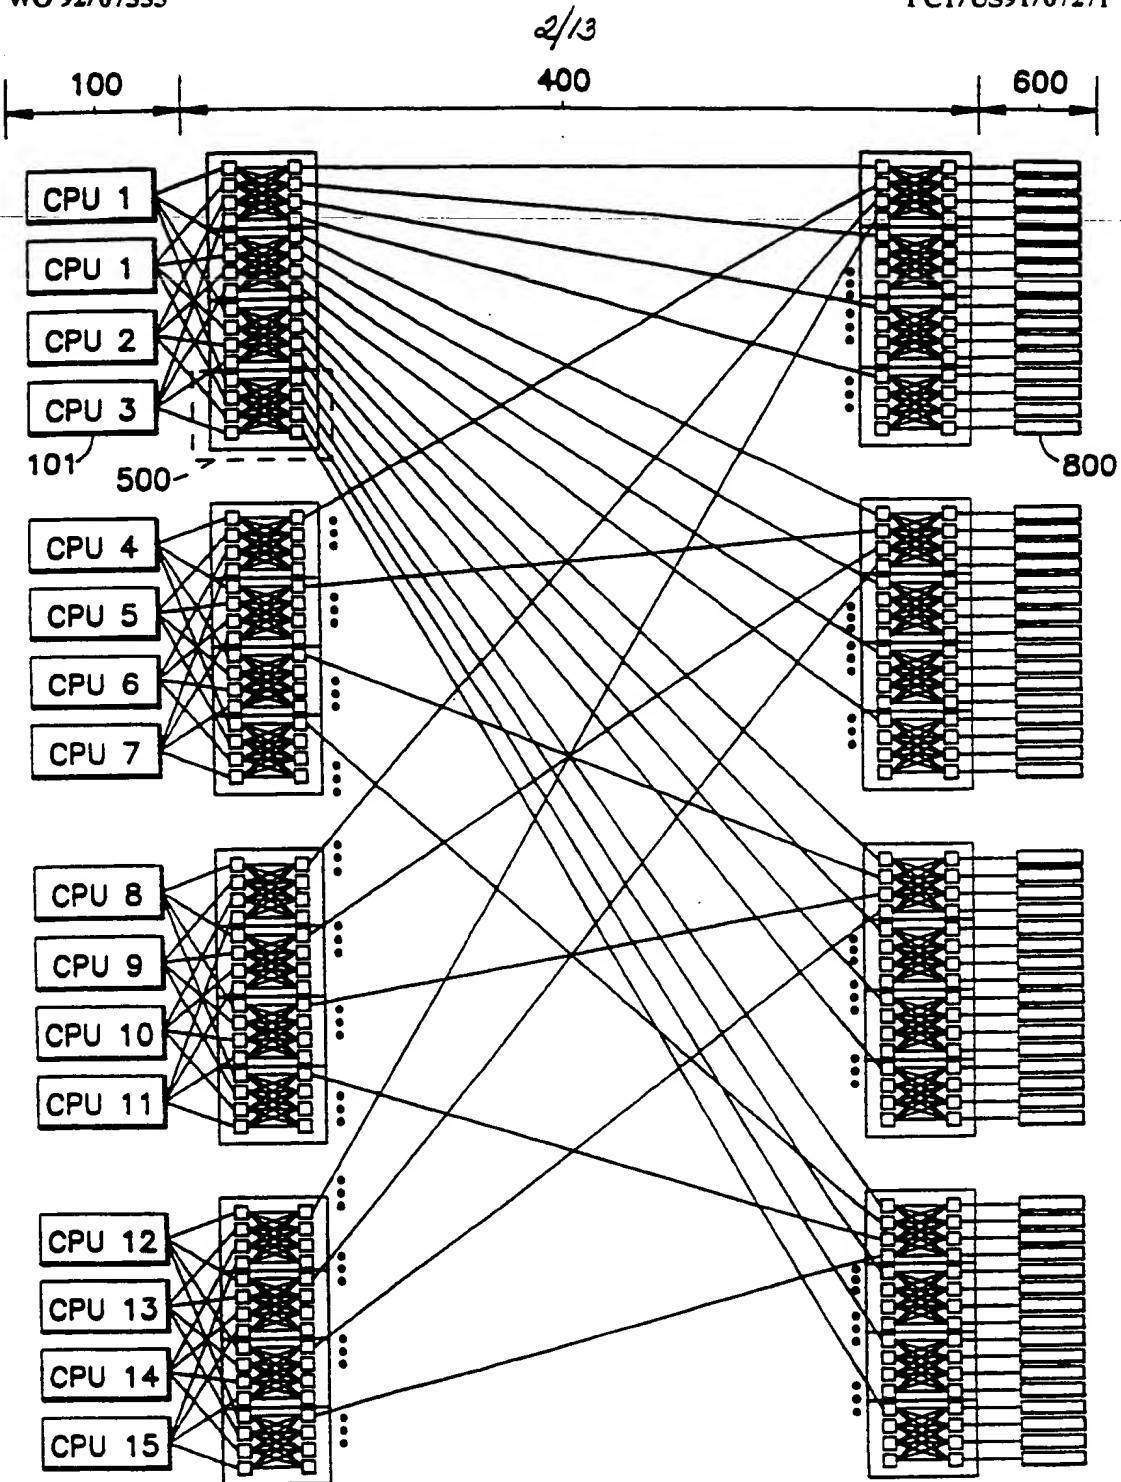 2/13
100 400 600
CPU 1
CPU 1
CPU 2
CPU 3
101
500
800
CPU 4
CPU 5
CPU 6
CPU 7
CPU 8
CPU 9
CPU 10
CPU 11
CPU 12
CPU 13
CPU 14
CPU 15